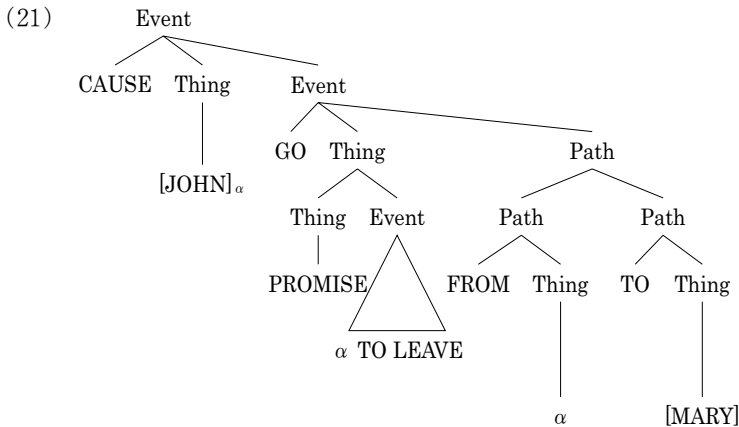 (21) Event
CAUSE Thing Event
GO Thing Path
[JOHN]α
Thing Event Path Path
PROMISE FROM Thing TO Thing
α TO LEAVE
α [MARY]